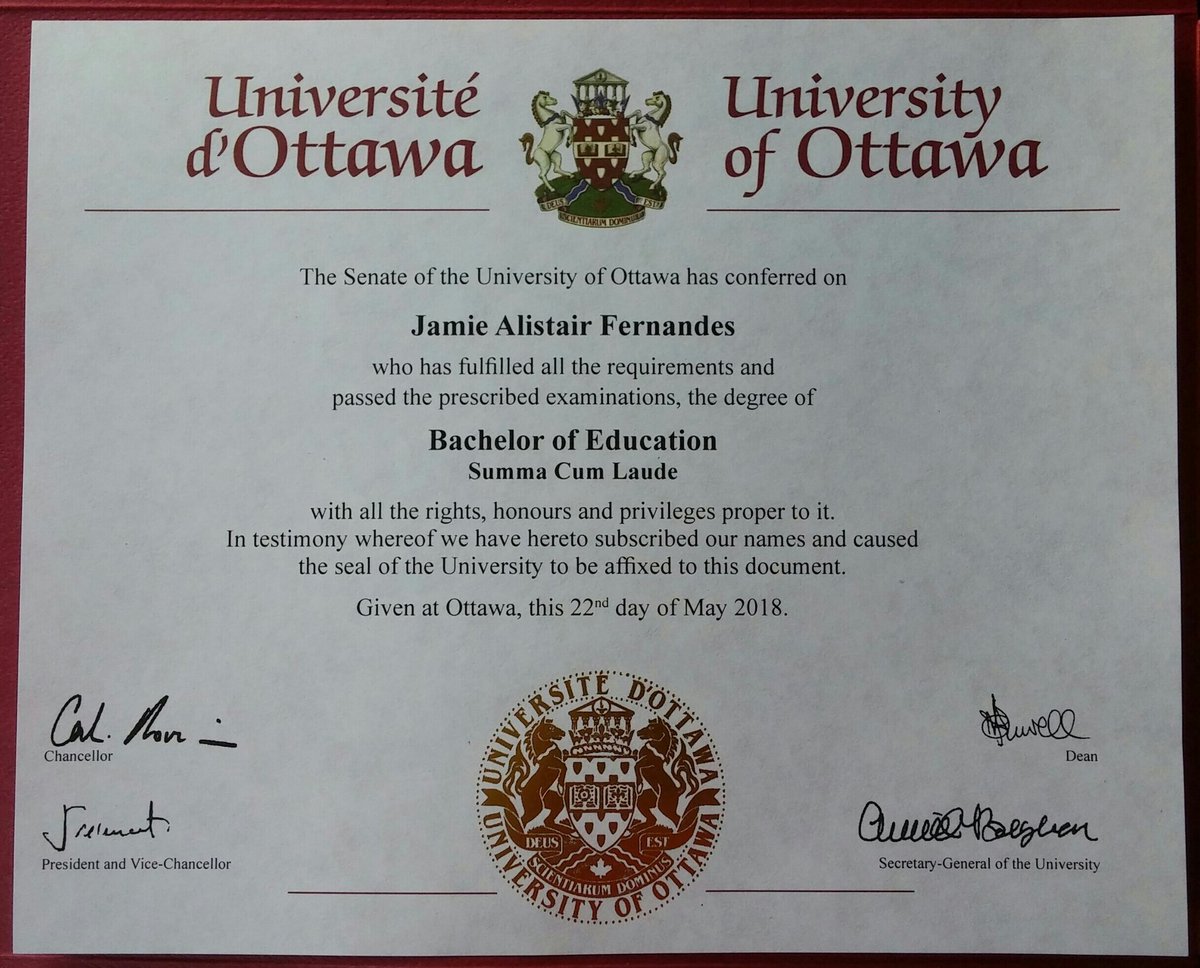 Université
d'Ottawa
University
of Ottawa
DEUS EST
SCIENTIARUM DOMINUS
The Senate of the University of Ottawa has conferred on
Jamie Alistair Fernandes
who has fulfilled all the requirements and
passed the prescribed examinations, the degree of
Bachelor of Education
Summa Cum Laude
with all the rights, honours and privileges proper to it.
In testimony whereof we have hereto subscribed our names and caused
the seal of the University to be affixed to this document.
Given at Ottawa, this 22nd day of May 2018.
Chancellor
President and Vice-Chancellor
UNIVERSITÉ D'OTTAWA
DEUS EST
SCIENTIARUM DOMINUS
UNIVERSITY OF OTTAWA
Dean
Secretary-General of the University